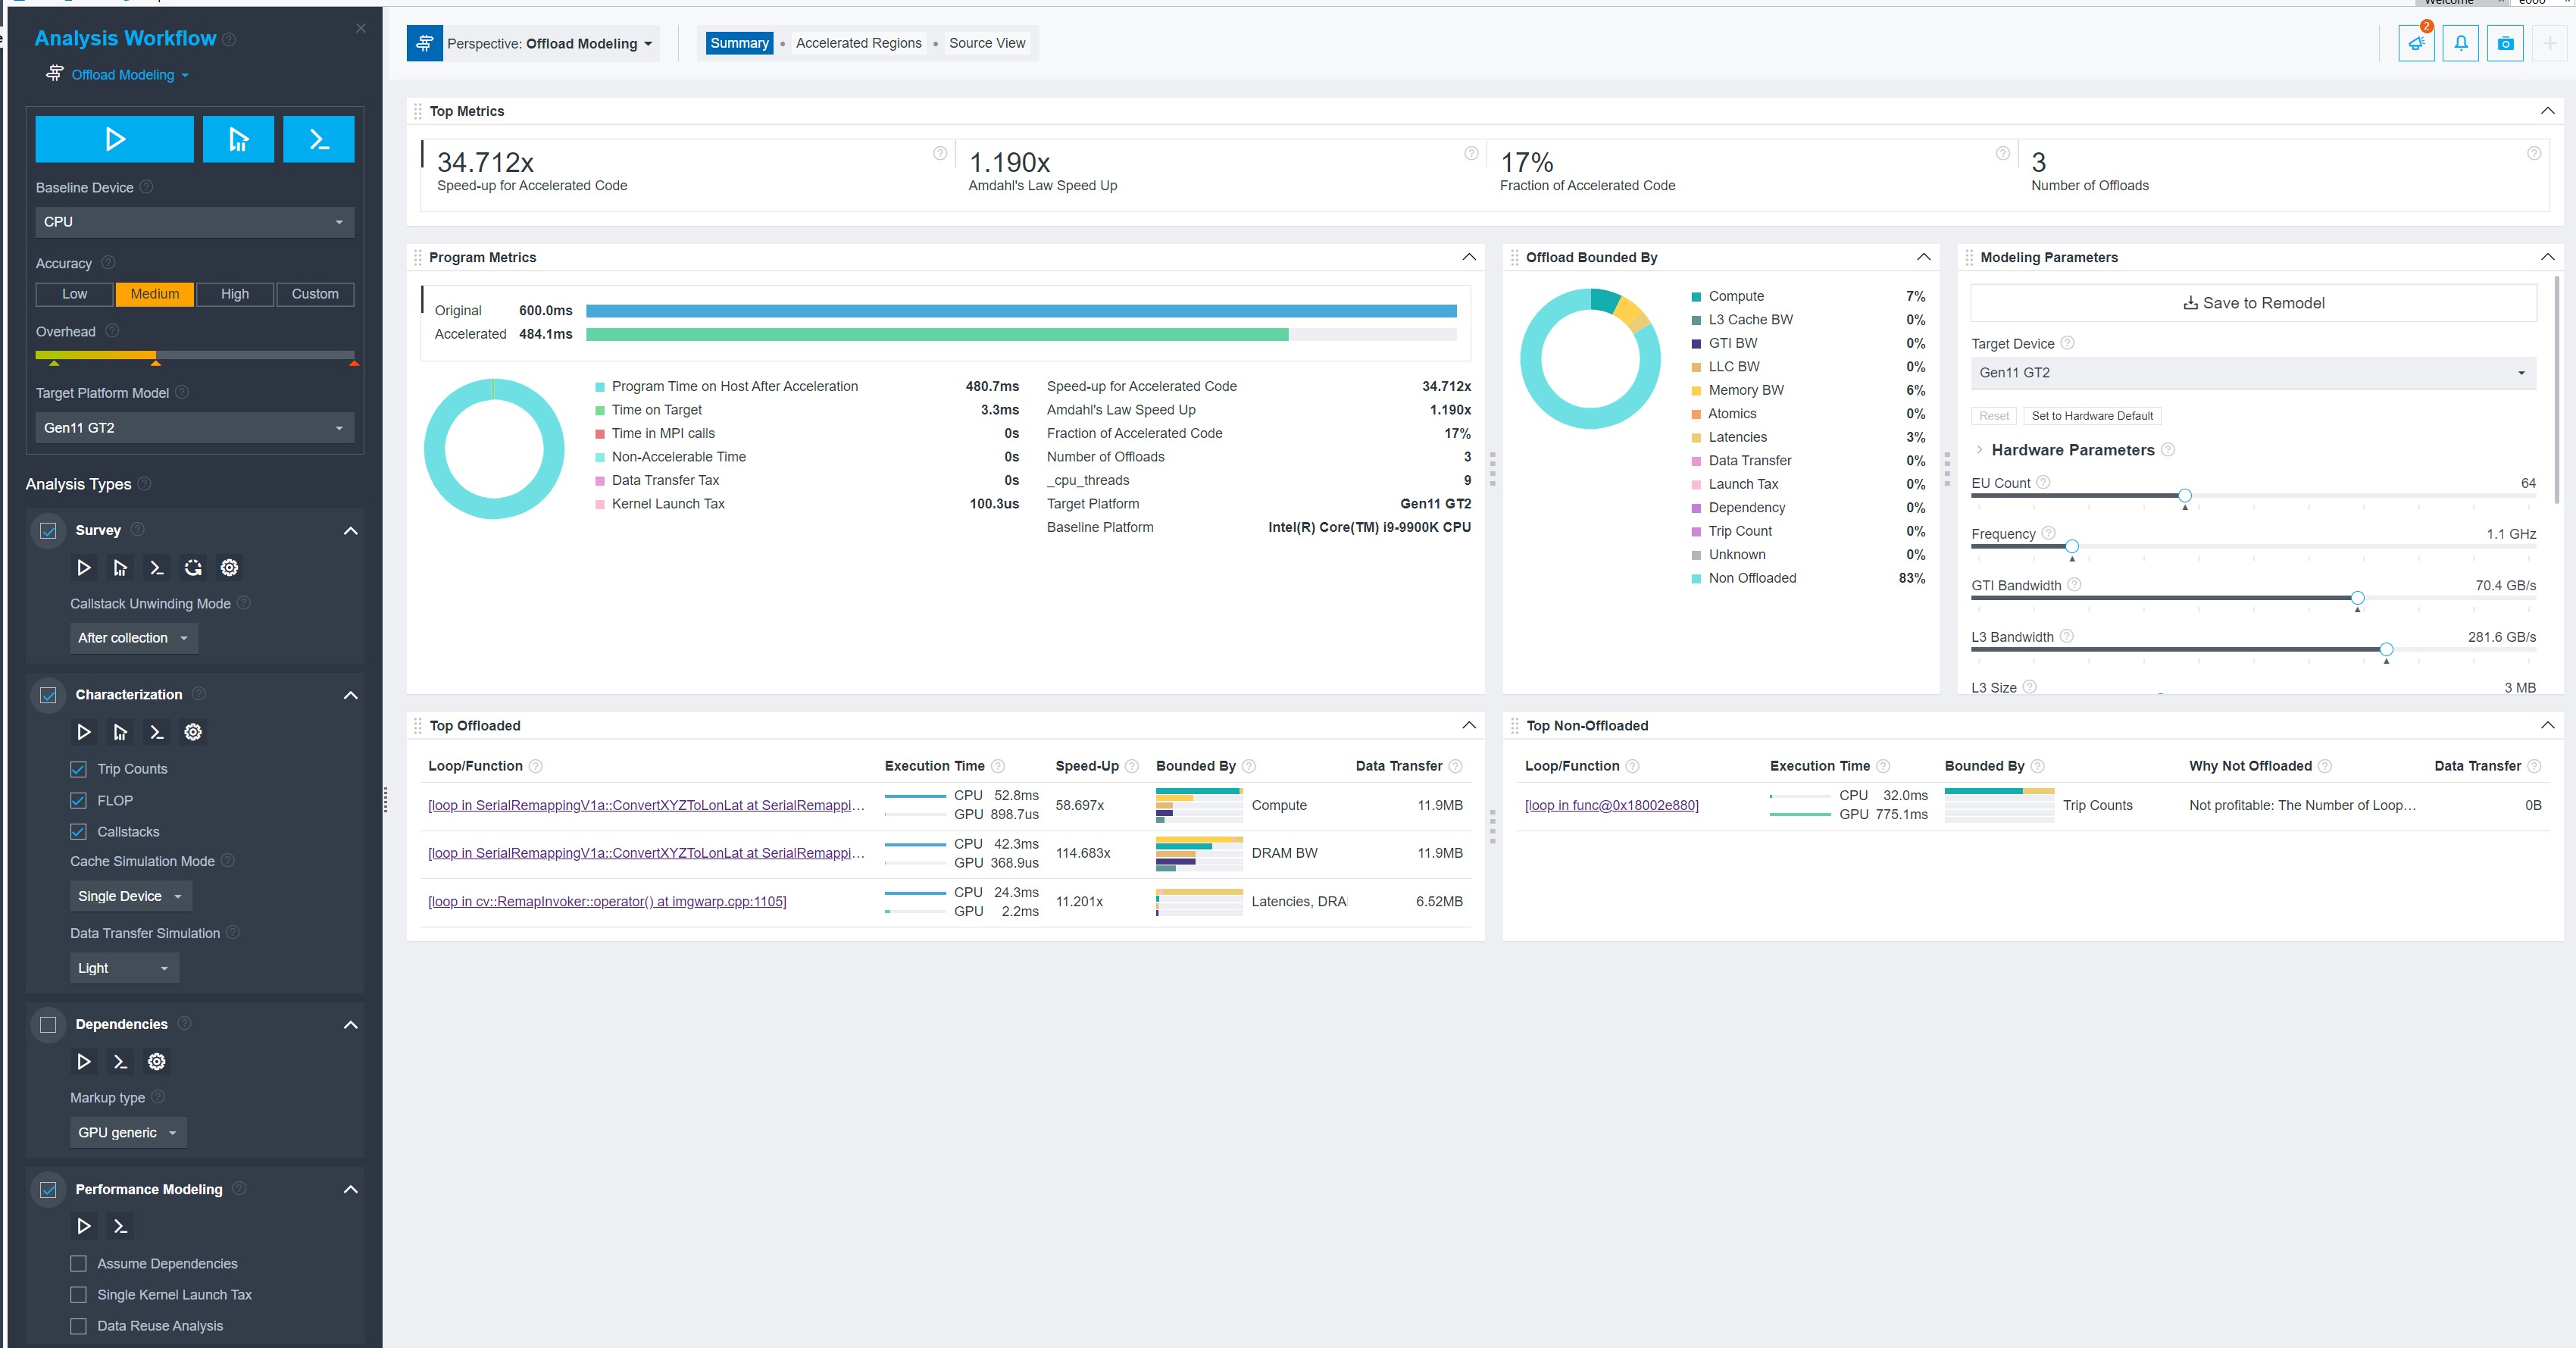 Welcome
e000
Analysis Workflow
Offload Modeling
Baseline Device
CPU
Accuracy
Low Medium High Custom
Overhead
Target Platform Model
Gen11 GT2
Analysis Types
Survey
Callstack Unwinding Mode
After collection
Characterization
Trip Counts
FLOP
Callstacks
Cache Simulation Mode
Single Device
Data Transfer Simulation
Light
Dependencies
Markup type
GPU generic
Performance Modeling
Assume Dependencies
Single Kernel Launch Tax
Data Reuse Analysis
Perspective: Offload Modeling
Summary • Accelerated Regions • Source View
2
Top Metrics
34.712x
Speed-up for Accelerated Code
1.190x
Amdahl's Law Speed Up
17%
Fraction of Accelerated Code
3
Number of Offloads
Program Metrics
Original 600.0ms
Accelerated 484.1ms
Program Time on Host After Acceleration 480.7ms
Time on Target 3.3ms
Time in MPI calls 0s
Non-Accelerable Time 0s
Data Transfer Tax 0s
Kernel Launch Tax 100.3us
Speed-up for Accelerated Code 34.712x
Amdahl's Law Speed Up 1.190x
Fraction of Accelerated Code 17%
Number of Offloads 3
_cpu_threads 9
Target Platform Gen11 GT2
Baseline Platform Intel(R) Core(TM) i9-9900K CPU
Offload Bounded By
Compute 7%
L3 Cache BW 0%
GTI BW 0%
LLC BW 0%
Memory BW 6%
Atomics 0%
Latencies 3%
Data Transfer 0%
Launch Tax 0%
Dependency 0%
Trip Count 0%
Unknown 0%
Non Offloaded 83%
Modeling Parameters
Save to Remodel
Target Device
Gen11 GT2
Reset Set to Hardware Default
Hardware Parameters
EU Count 64
Frequency 1.1 GHz
GTI Bandwidth 70.4 GB/s
L3 Bandwidth 281.6 GB/s
L3 Size 3 MB
Top Offloaded
Loop/Function Execution Time Speed-Up Bounded By Data Transfer
[loop in SerialRemappingV1a::ConvertXYZToLonLat at SerialRemappi... CPU 52.8ms GPU 898.7us 58.697x Compute 11.9MB
[loop in SerialRemappingV1a::ConvertXYZToLonLat at SerialRemappi... CPU 42.3ms GPU 368.9us 114.683x DRAM BW 11.9MB
[loop in cv::RemapInvoker::operator() at imgwarp.cpp:1105] CPU 24.3ms GPU 2.2ms 11.201x Latencies, DRA 6.52MB
Top Non-Offloaded
Loop/Function Execution Time Bounded By Why Not Offloaded Data Transfer
[loop in func@0x18002e880] CPU 32.0ms GPU 775.1ms Trip Counts Not profitable: The Number of Loop... 0B